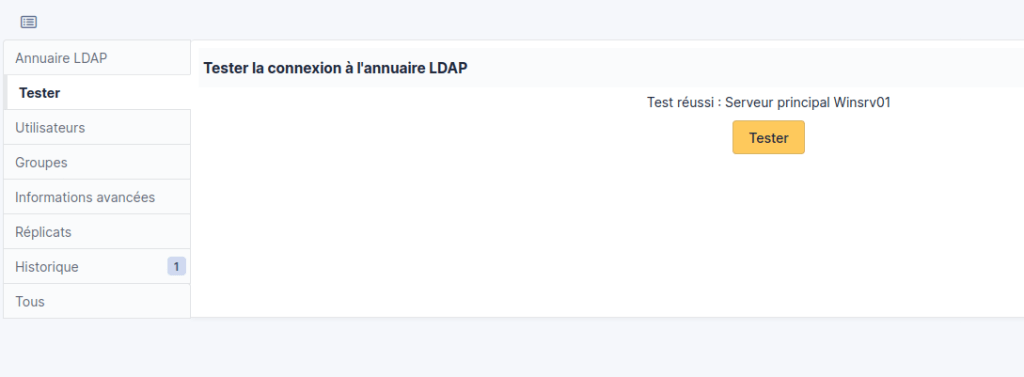 Annuaire LDAP
Tester
Utilisateurs
Groupes
Informations avancées
Réplicats
Historique 1
Tous
Tester la connexion à l'annuaire LDAP
Test réussi : Serveur principal Winsrv01
Tester